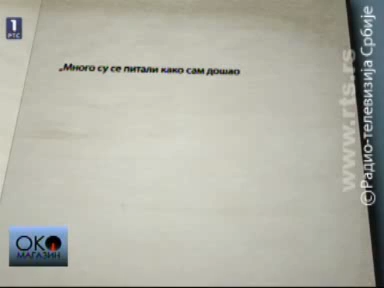 1
РТС
„Много су се питали како сам дошао
www.rts.rs
© Радио-телевизија Србије
ОКО
МАГАЗИН